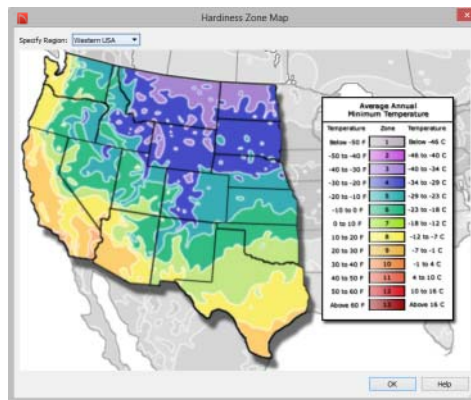 Hardiness Zone Map
Specify Region: Western USA
Average Annual
Minimum Temperature
Temperature Zone Temperature
Below -50 F 1 Below -46 C
-50 to -40 F 2 -46 to -40 C
-40 to -30 F 3 -40 to -34 C
-30 to -20 F 4 -34 to -29 C
-20 to -10 F 5 -29 to -23 C
-10 to 0 F 6 -23 to -18 C
0 to 10 F 7 -18 to -12 C
10 to 20 F 8 -12 to -7 C
20 to 30 F 9 -7 to -1 C
30 to 40 F 10 -1 to 4 C
40 to 50 F 11 4 to 10 C
50 to 60 F 12 10 to 16 C
Above 60 F 13 Above 16 C
OK Help